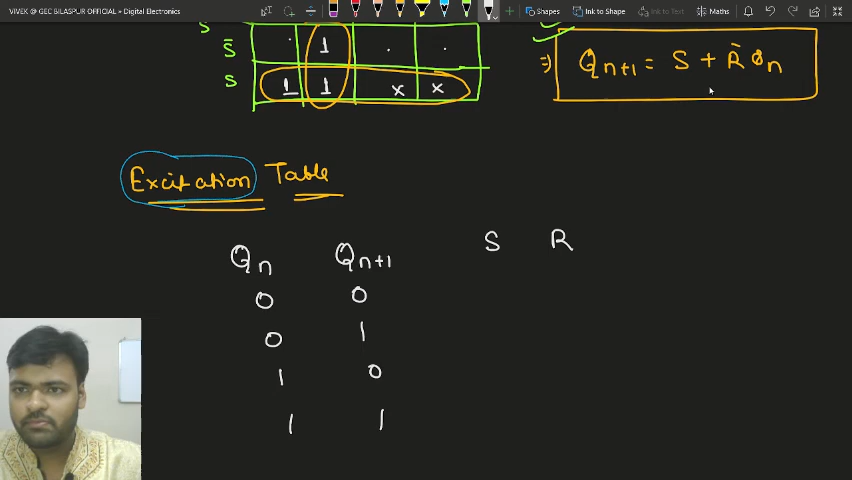 VIVEK @ GEC BILASPUR OFFICIAL » Digital Electronics
Ink to Shape
Ink to Text
Maths
S
S̄ . 1 . .
S 1 1 x x
⇒ Qn+1 = S + R̄ Qn
Excitation Table
Qn Qn+1 S R
0 0
0 1
1 0
1 1